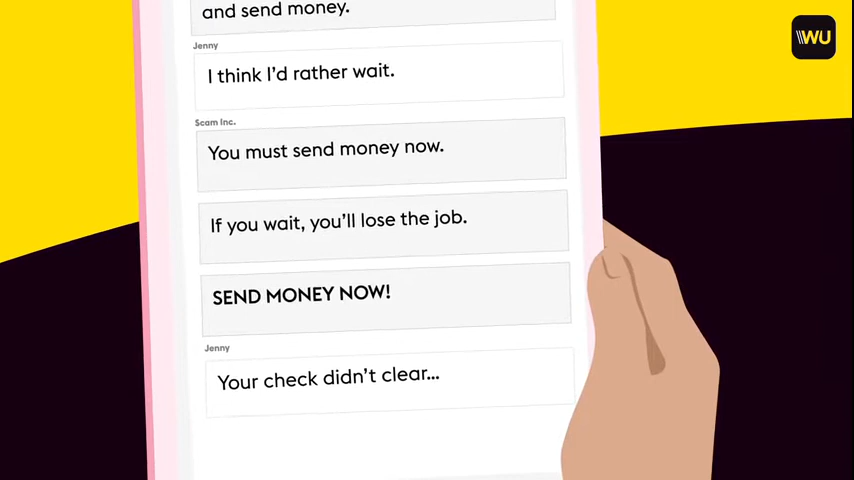 and send money.
Jenny
I think I'd rather wait.
Scam Inc.
You must send money now.
If you wait, you'll lose the job.
SEND MONEY NOW!
Jenny
Your check didn't clear...
WU